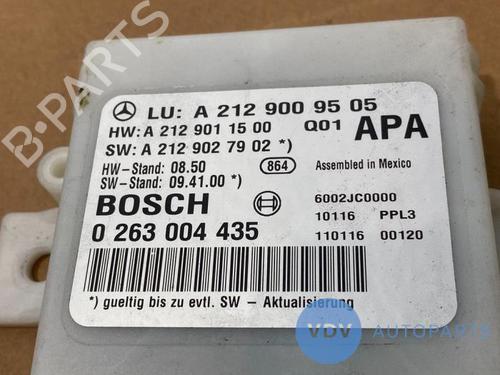 B-PARTS
LU: A 212 900 95 05
HW: A 212 901 15 00 Q01 APA
SW: A 212 902 79 02 *)
HW-Stand: 08.50 864 Assembled in Mexico
SW-Stand: 09.41.00 *)
BOSCH 6002JC0000
0 263 004 435 10116 PPL3
110116 00120
*) gueltig bis zu evtl. SW - Aktualisierung
VDV AUTOPARTS